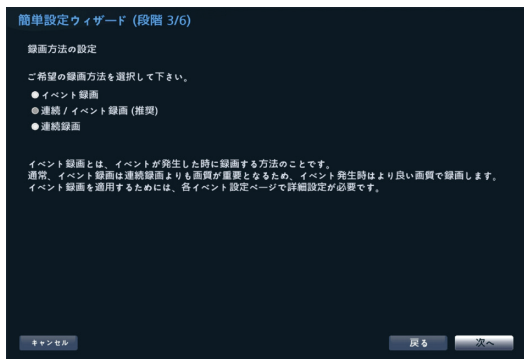 簡単設定ウィザード (段階 3/6)
録画方法の設定
ご希望の録画方法を選択して下さい。
イベント録画
連続 / イベント録画 (推奨)
連続録画
イベント録画とは、イベントが発生した時に録画する方法のことです。
通常、イベント録画は連続録画よりも画質が重要となるため、イベント発生時はより良い画質で録画します。
イベント録画を適用するためには、各イベント設定ページで詳細設定が必要です。
キャンセル
戻る
次へ